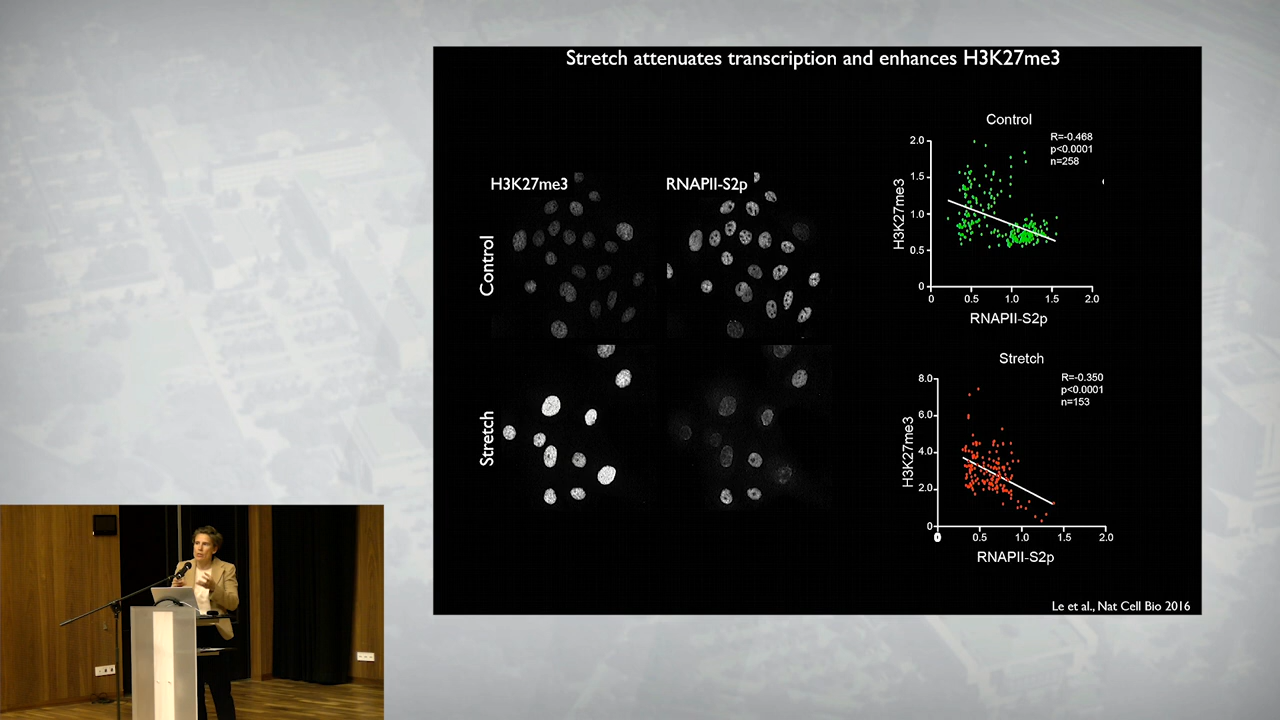 Stretch attenuates transcription and enhances H3K27me3
H3K27me3
RNAPII-S2p
Control
Stretch
Control
R=-0.468
p<0.0001
n=258
H3K27me3
2.0
1.5
1.0
0.5
0
0 0.5 1.0 1.5 2.0
RNAPII-S2p
Stretch
R=-0.350
p<0.0001
n=153
H3K27me3
8.0
6.0
4.0
2.0
0
0 0.5 1.0 1.5 2.0
RNAPII-S2p
Le et al., Nat Cell Bio 2016